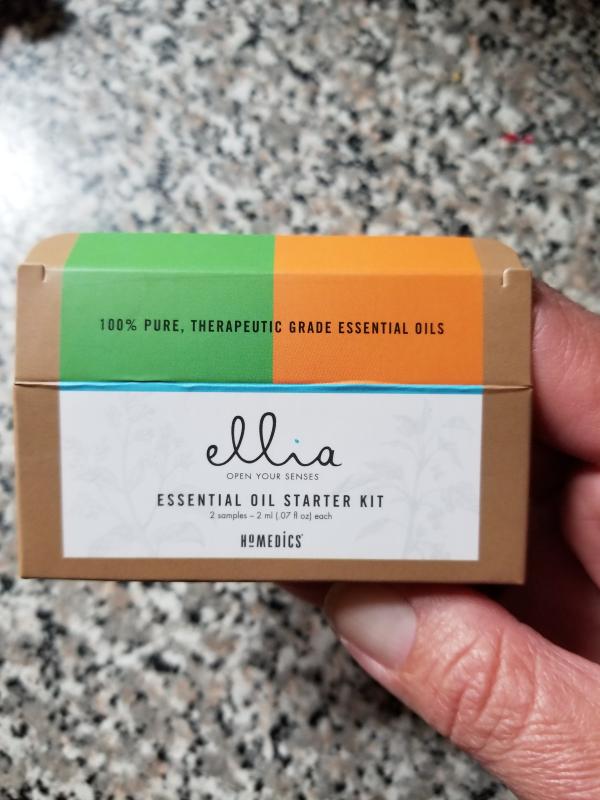 100% PURE, THERAPEUTIC GRADE ESSENTIAL OILS
ellia
OPEN YOUR SENSES
ESSENTIAL OIL STARTER KIT
2 samples – 2 ml (.07 fl oz) each
HoMEDiCS